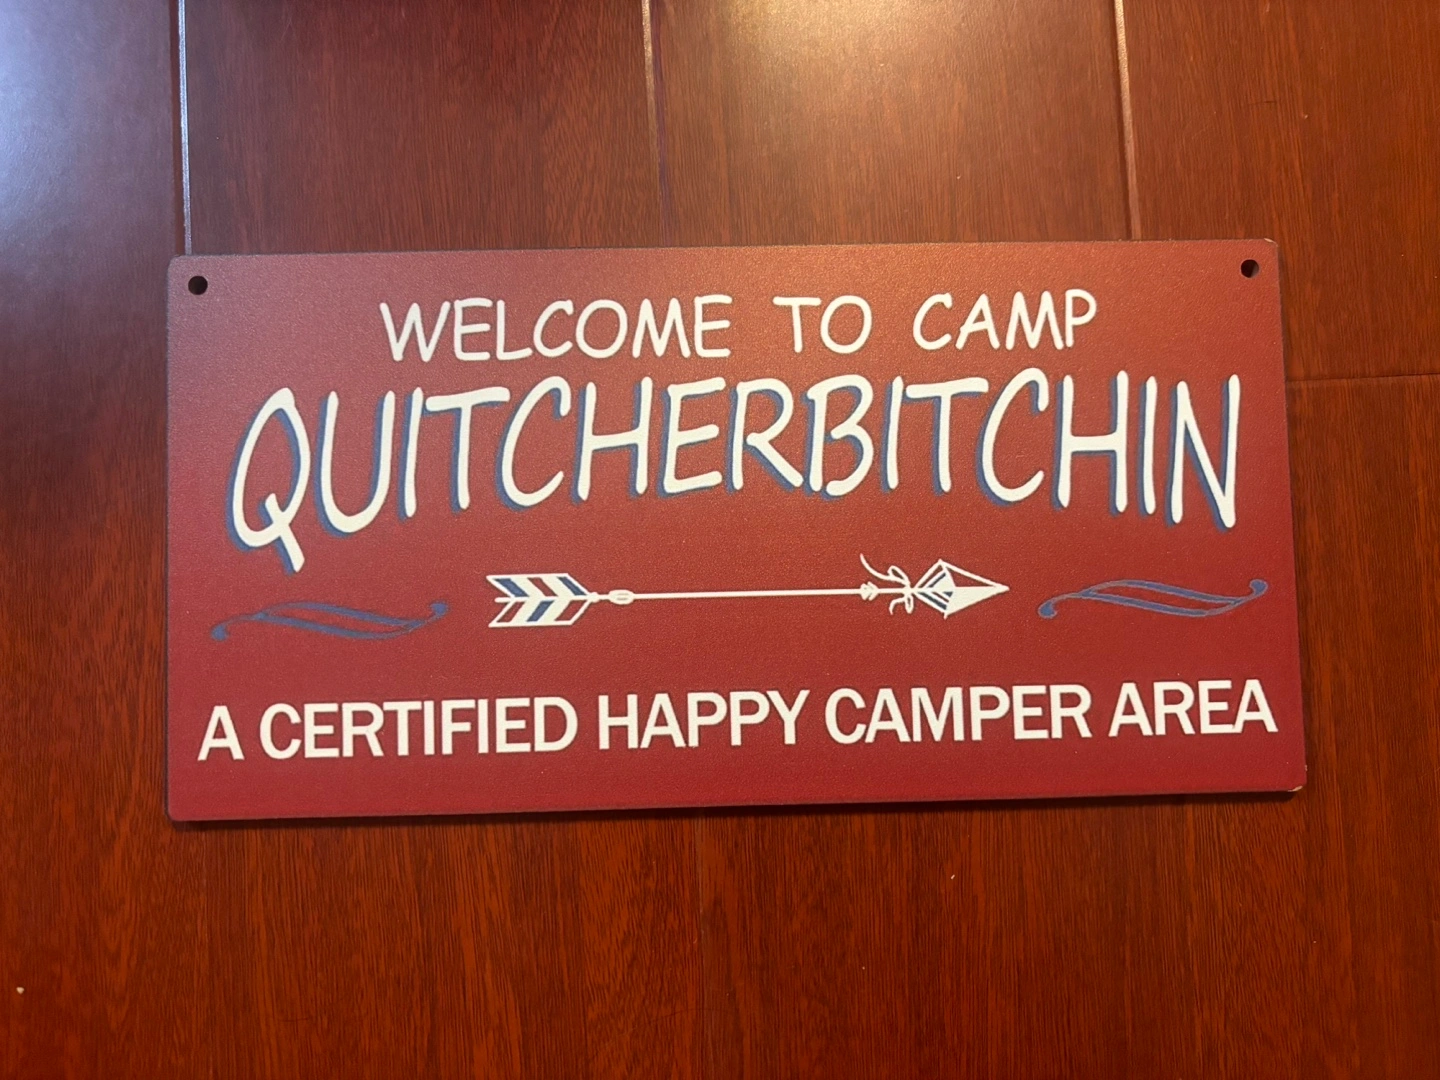 WELCOME TO CAMP
QUITCHERBITCHIN
A CERTIFIED HAPPY CAMPER AREA